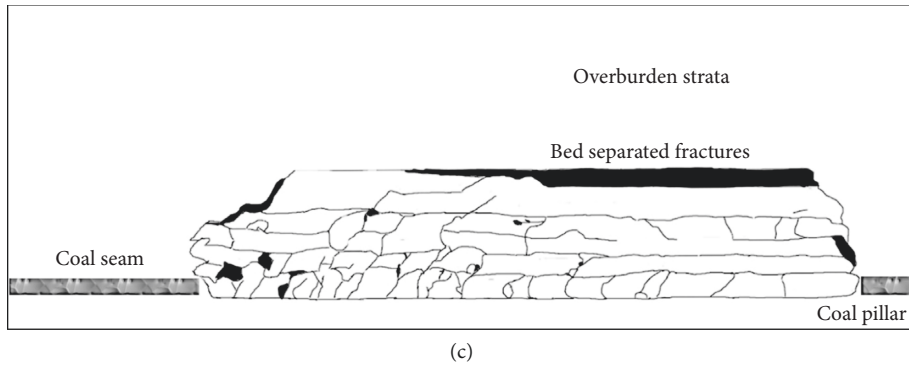 Overburden strata
Bed separated fractures
Coal seam
Coal pillar
(c)